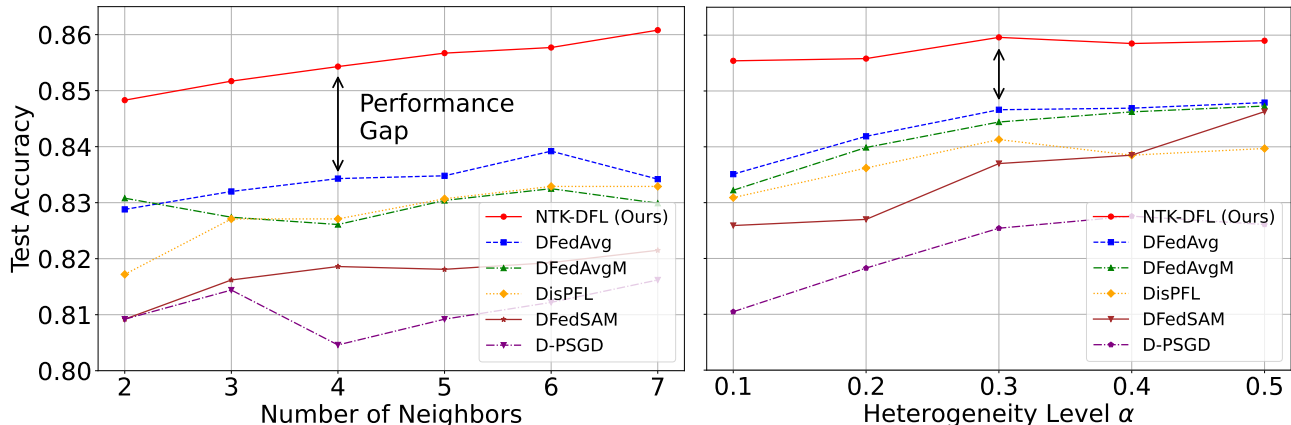 0.86
0.85
0.84
0.83
0.82
0.81
0.80
Test Accuracy
Performance
Gap
NTK-DFL (Ours)
DFedAvg
DFedAvgM
DisPFL
DFedSAM
D-PSGD
2 3 4 5 6 7
Number of Neighbors
NTK-DFL (Ours)
DFedAvg
DFedAvgM
DisPFL
DFedSAM
D-PSGD
0.1 0.2 0.3 0.4 0.5
Heterogeneity Level α